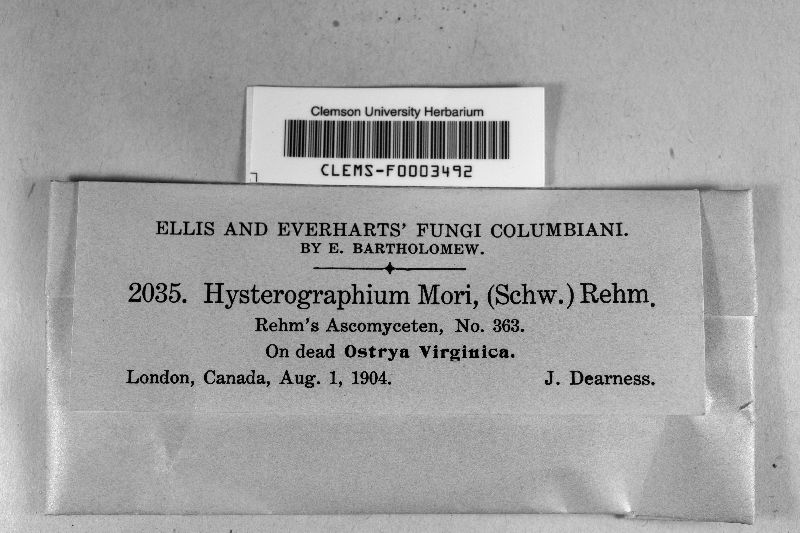 Clemson University Herbarium
CLEMS-F0003492
ELLIS AND EVERHARTS' FUNGI COLUMBIANI.
BY E. BARTHOLOMEW.
2035. Hysterographium Mori, (Schw.) Rehm.
Rehm's Ascomyceten, No. 363.
On dead Ostrya Virginica.
London, Canada, Aug. 1, 1904. J. Dearness.